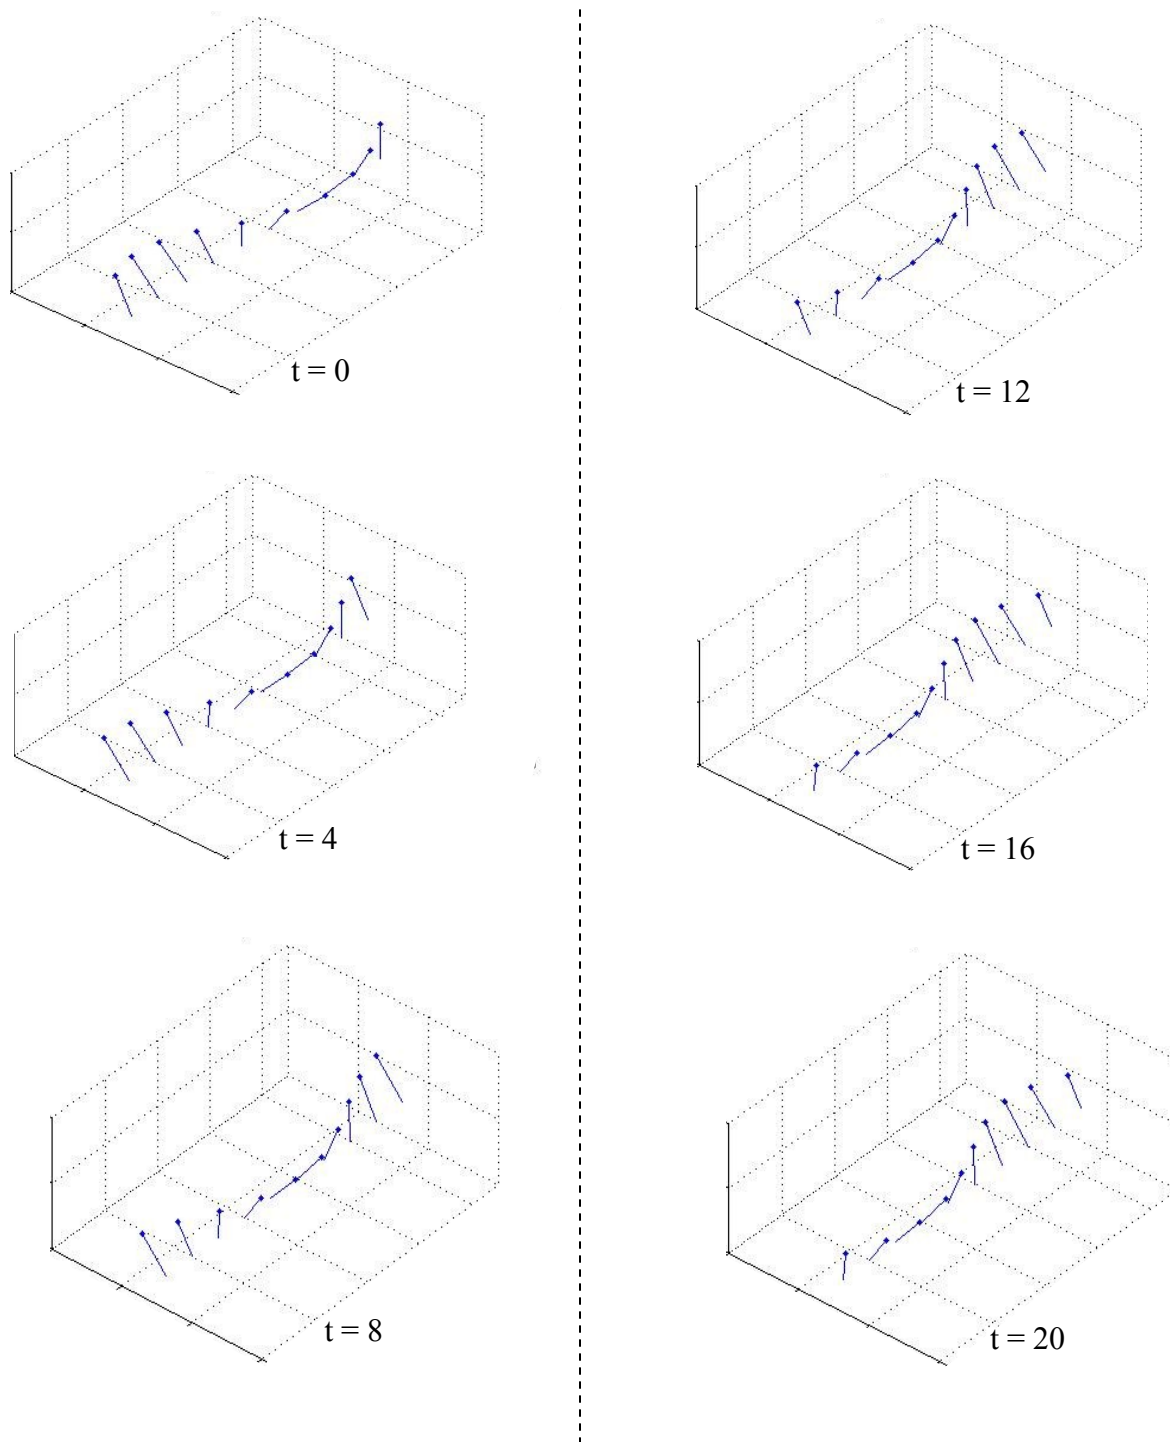 t = 0
t = 4
t = 8
t = 12
t = 16
t = 20